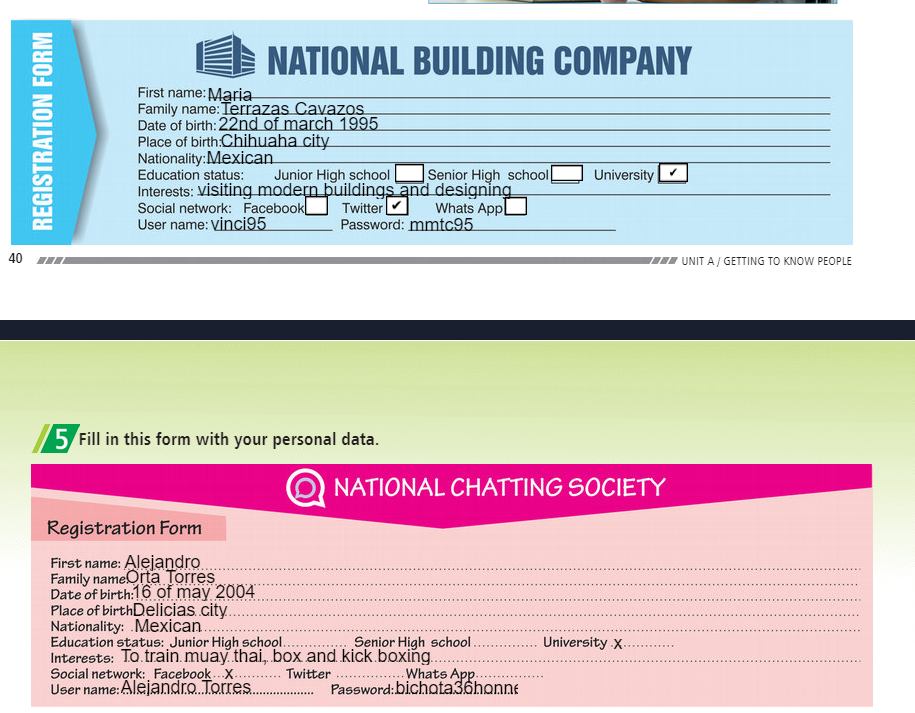 REGISTRATION FORM
NATIONAL BUILDING COMPANY
First name: Maria
Family name: Terrazas Cavazos
Date of birth: 22nd of march 1995
Place of birth: Chihuaha city
Nationality: Mexican
Education status: Junior High school Senior High school University ✔
Interests: visiting modern buildings and designing
Social network: Facebook Twitter ✔ Whats App
User name: vinci95 Password: mmtc95
40 UNIT A / GETTING TO KNOW PEOPLE
5 Fill in this form with your personal data.
NATIONAL CHATTING SOCIETY
Registration Form
First name: Alejandro
Family name: Orta Torres
Date of birth: 16 of may 2004
Place of birth: Delicias city
Nationality: Mexican
Education status: Junior High school Senior High school University x
Interests: To train muay thai, box and kick boxing
Social network: Facebook x Twitter Whats App
User name: Alejandro Torres Password: bichota36honne